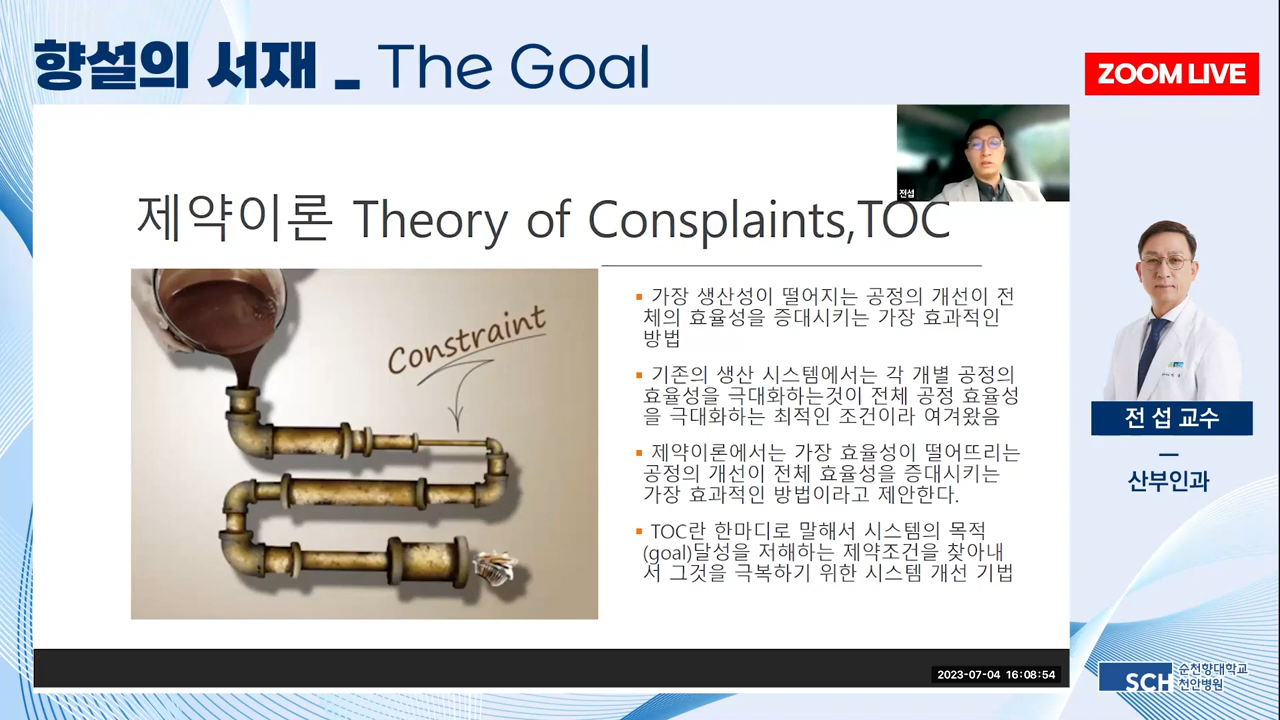 향설의 서재 _ The Goal
ZOOM LIVE
전섭
제약이론 Theory of Consplaints,TOC
Constraint
가장 생산성이 떨어지는 공정의 개선이 전
체의 효율성을 증대시키는 가장 효과적인
방법
기존의 생산 시스템에서는 각 개별 공정의
효율성을 극대화하는것이 전체 공정 효율성
을 극대화하는 최적인 조건이라 여겨왔음
제약이론에서는 가장 효율성이 떨어뜨리는
공정의 개선이 전체 효율성을 증대시키는
가장 효과적인 방법이라고 제안한다.
TOC란 한마디로 말해서 시스템의 목적
(goal)달성을 저해하는 제약조건을 찾아내
서 그것을 극복하기 위한 시스템 개선 기법
전 섭 교수
산부인과
2023-07-04 16:08:54
SCH 순천향대학교
천안병원